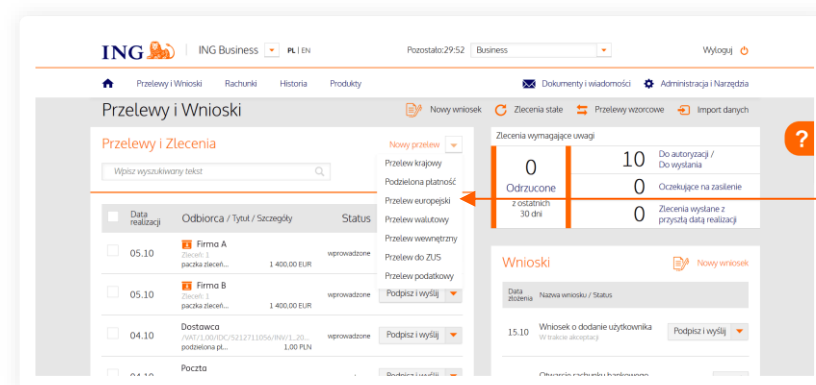 ING ING Business PL | EN Pozostało:29:52 Business Wyloguj
Przelewy i Wnioski Rachunki Historia Produkty Dokumenty i wiadomości Administracja i Narzędzia
Przelewy i Wnioski Nowy wniosek Zlecenia stałe Przelewy wzorcowe Import danych
Przelewy i Zlecenia Nowy przelew
Wpisz wyszukiwany tekst
Przelew krajowy
Podzielona płatność
Przelew europejski
Przelew walutowy
Przelew wewnętrzny
Przelew do ZUS
Przelew podatkowy
Data realizacji Odbiorca / Tytuł / Szczegóły Status
05.10 Firma A
Zleceń: 1
paczka zleceń... 1 400,00 EUR wprowadzone
05.10 Firma B
Zleceń: 1
paczka zleceń... 1 400,00 EUR wprowadzone Podpisz i wyślij
04.10 Dostawca
/VAT/1,00/IDC/5212711056/INV/1_20...
podzielona pł... 1,00 PLN wprowadzone Podpisz i wyślij
04.10 Poczta
Zlecenia wymagające uwagi
0
Odrzucone
z ostatnich
30 dni
10 Do autoryzacji /
Do wysłania
0 Oczekujące na zasilenie
0 Zlecenia wysłane z
przyszłą datą realizacji
?
Wnioski Nowy wniosek
Data złożenia Nazwa wniosku / Status
15.10 Wniosek o dodanie użytkownika Podpisz i wyślij
W trakcie akceptacji
Otwarcie rachunku bankowego